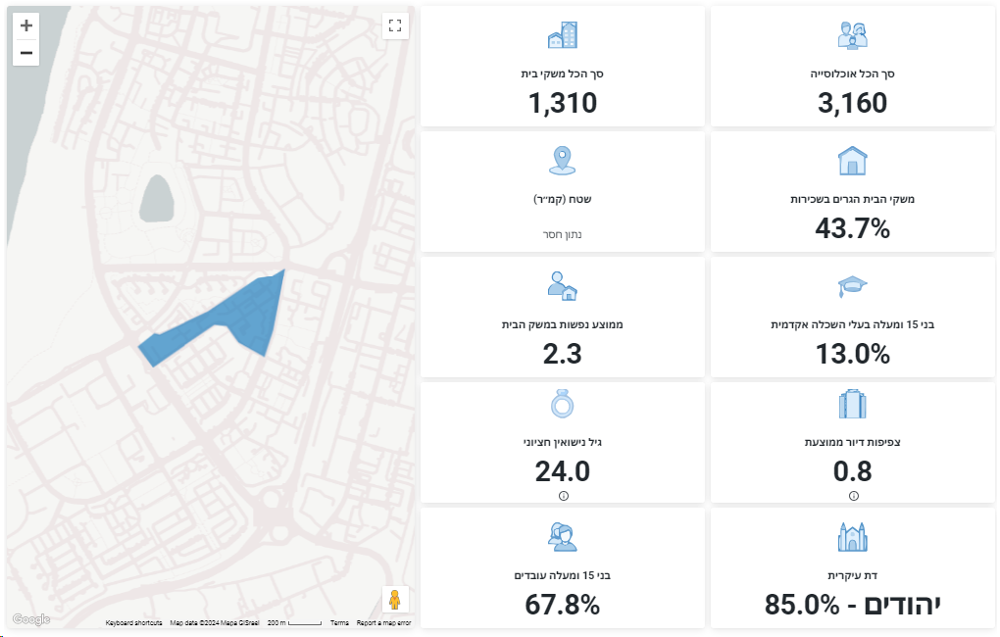 סך הכל אוכלוסייה
3,160
סך הכל משקי בית
1,310
משקי הבית הגרים בשכירות
43.7%
שטח (קמ״ר)
נתון חסר
בני 15 ומעלה בעלי השכלה אקדמית
13.0%
ממוצע נפשות במשק הבית
2.3
צפיפות דיור ממוצעת
0.8
גיל נישואין חציוני
24.0
דת עיקרית
יהודים - 85.0%
בני 15 ומעלה עובדים
67.8%
+
−
Google
Keyboard shortcuts Map data ©2024 Mapa GISrael 200 m Terms Report a map error